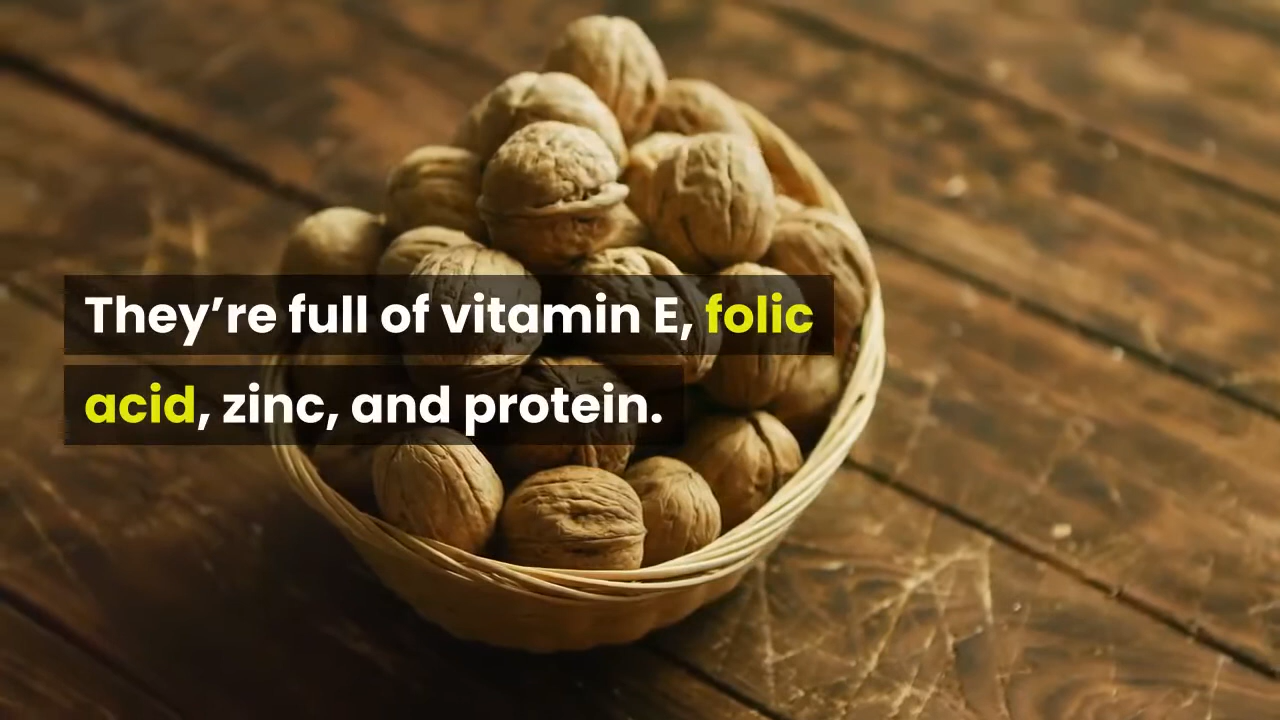 They’re full of vitamin E, folic
acid, zinc, and protein.